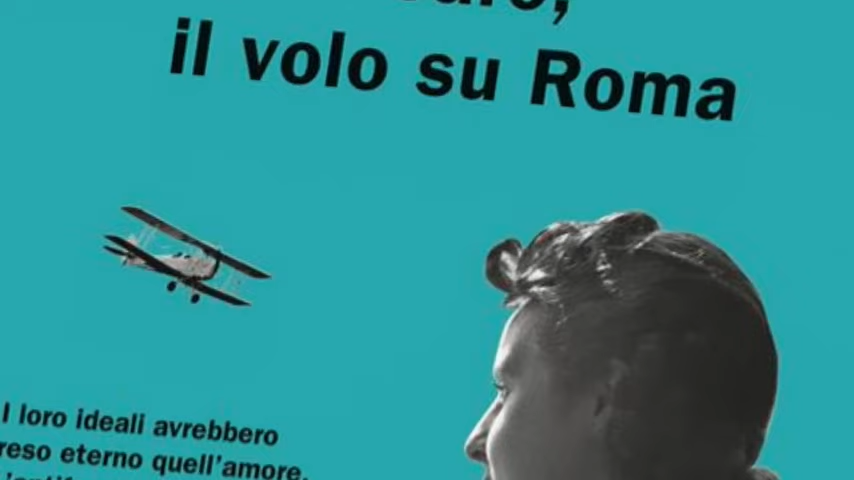 il volo su Roma
I loro ideali avrebbero
reso eterno quell'amore.